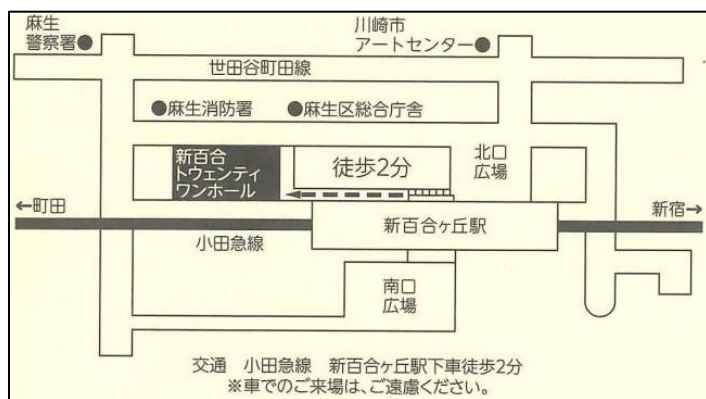 麻生
警察署●
川崎市
アートセンター●
世田谷町田線
●麻生消防署
●麻生区総合庁舎
新百合
トウェンティ
ワンホール
徒歩2分
北口
広場
←町田
新宿→
小田急線
新百合ヶ丘駅
南口
広場
交通 小田急線 新百合ヶ丘駅下車徒歩2分
※車でのご来場は、ご遠慮ください。